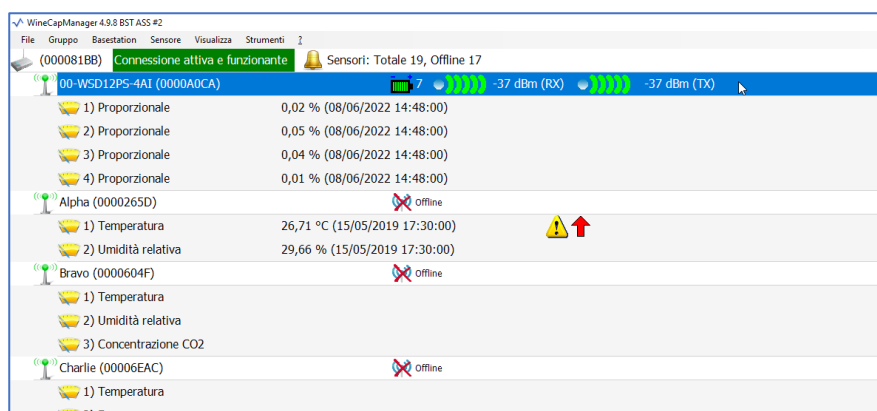 WineCapManager 4.9.8 BST ASS #2
File Gruppo Basestation Sensore Visualizza Strumenti ?
(000081BB) Connessione attiva e funzionante Sensori: Totale 19, Offline 17
00-WSD12PS-4AI (0000A0CA) 7 -37 dBm (RX) -37 dBm (TX)
1) Proporzionale 0,02 % (08/06/2022 14:48:00)
2) Proporzionale 0,05 % (08/06/2022 14:48:00)
3) Proporzionale 0,04 % (08/06/2022 14:48:00)
4) Proporzionale 0,01 % (08/06/2022 14:48:00)
Alpha (0000265D) Offline
1) Temperatura 26,71 °C (15/05/2019 17:30:00)
2) Umidità relativa 29,66 % (15/05/2019 17:30:00)
Bravo (0000604F) Offline
1) Temperatura
2) Umidità relativa
3) Concentrazione CO2
Charlie (00006EAC) Offline
1) Temperatura